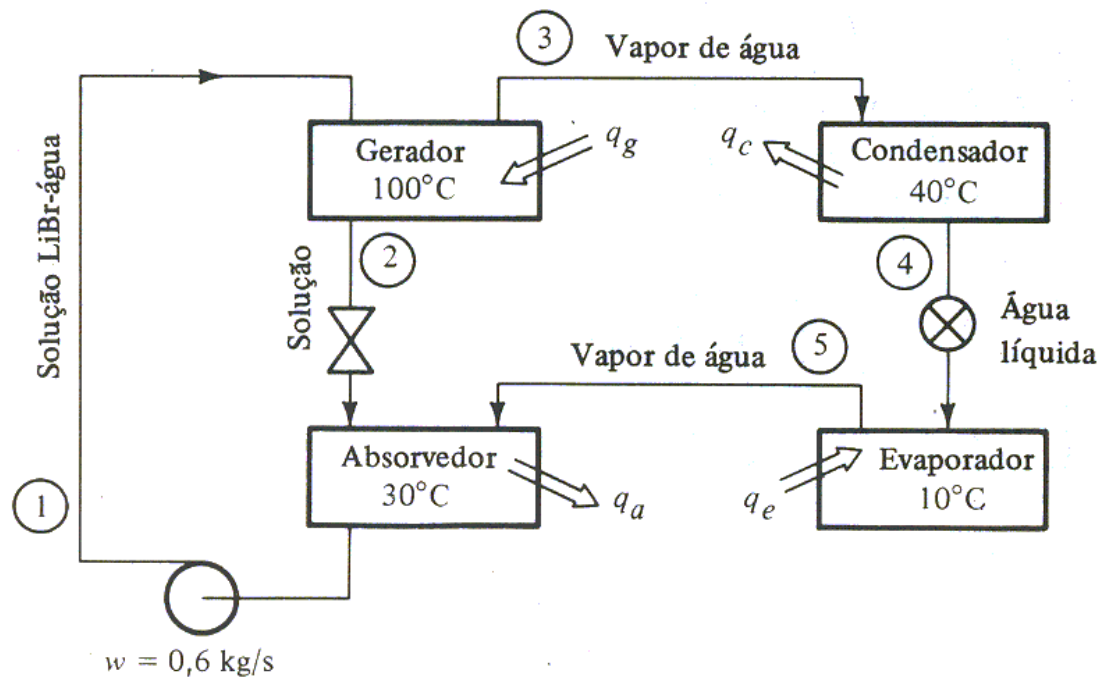 3
Vapor de água
Solução LiBr-água
Gerador
100°C
q_g
q_c
Condensador
40°C
2
Solução
4
Água
líquida
Vapor de água
5
Absorvedor
30°C
q_a
q_e
Evaporador
10°C
1
w = 0,6 kg/s